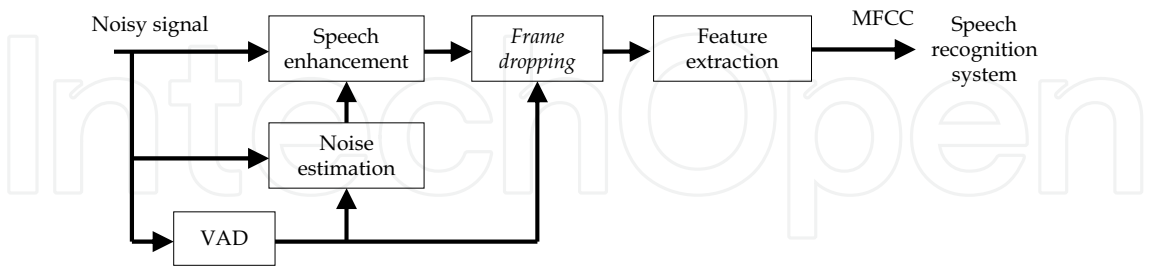 Noisy signal
Speech
enhancement
Frame
dropping
Feature
extraction
MFCC
Speech
recognition
system
Noise
estimation
VAD
IntechOpen